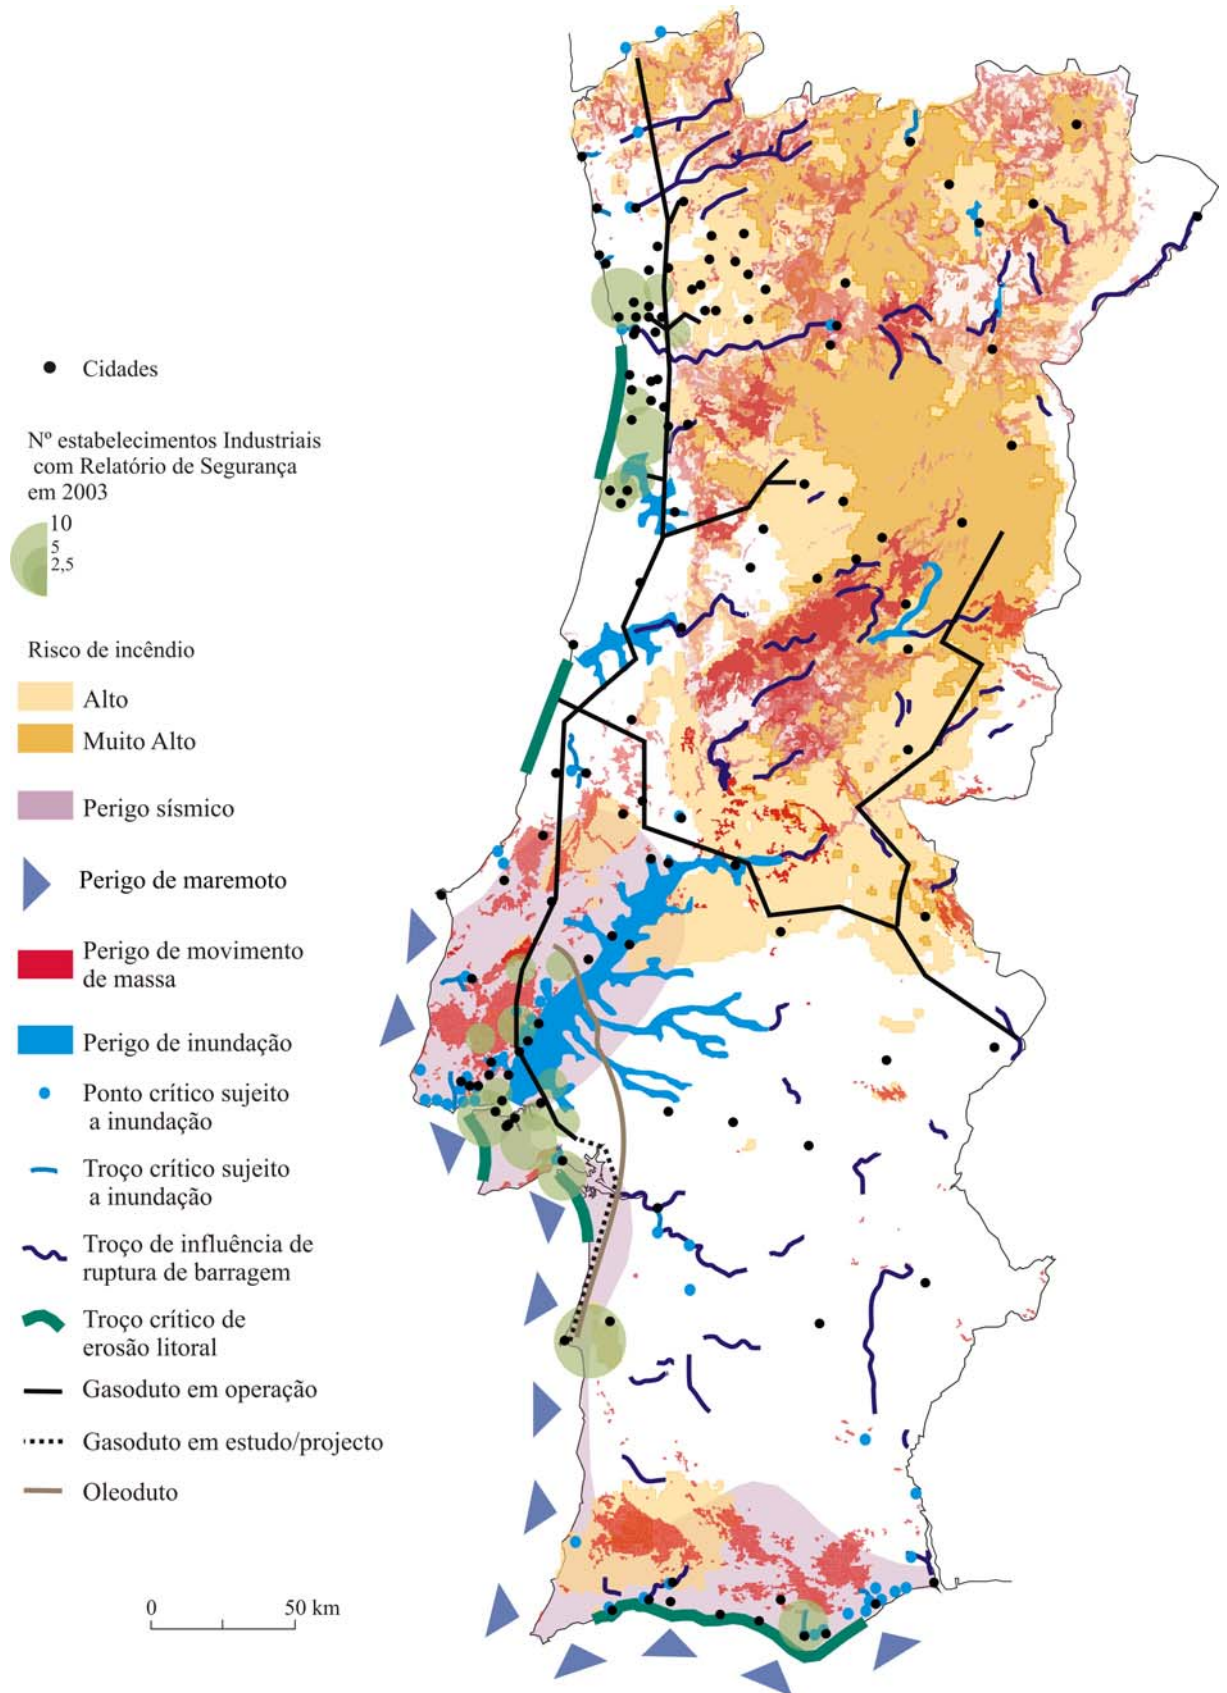 Cidades
Nº estabelecimentos Industriais
com Relatório de Segurança
em 2003
10
5
2,5
Risco de incêndio
Alto
Muito Alto
Perigo sísmico
Perigo de maremoto
Perigo de movimento
de massa
Perigo de inundação
Ponto crítico sujeito
a inundação
Troço crítico sujeito
a inundação
Troço de influência de
ruptura de barragem
Troço crítico de
erosão litoral
Gasoduto em operação
Gasoduto em estudo/projecto
Oleoduto
0 50 km